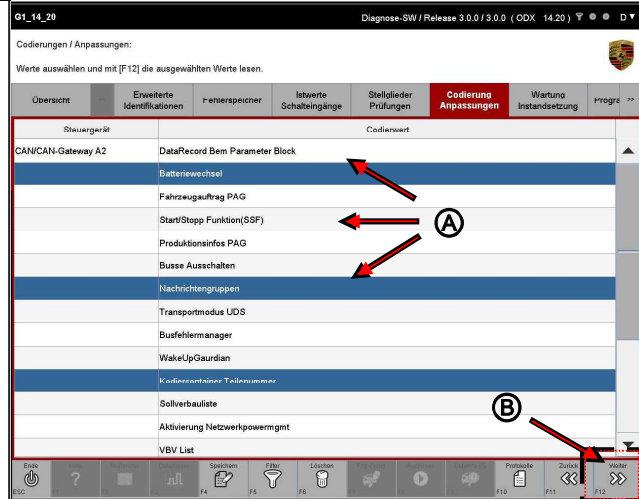 G1_14_20 Diagnose-SW / Release 3.0.0 / 3.0.0 ( ODX 14.20 ) D
Codierungen / Anpassungen:
Werte auswählen und mit [F12] die ausgewählten Werte lesen.
Übersicht Erweiterte Identifikationen Fehlerspeicher Istwerte Schalteingänge Stellglieder Prüfungen Codierung Anpassungen Wartung Instandsetzung Progra >>
Steuergerät Codierwert
CAN/CAN-Gateway A2 DataRecord Bem Parameter Block
Batteriewechsel
Fahrzeugauftrag PAG
Start/Stopp Funktion(SSF)
A
Produktionsinfos PAG
Busse Ausschalten
Nachrichtengruppen
Transportmodus UDS
Busfehlermanager
WakeUpGaurdian
Kodiercontainer Teilenummer
Sollverbauliste
B
Aktivierung Netzwerkpowermgmt
VBV List
Ende Speichern Filter Löschen Protokolle Zurück Weiter
ESC F4 F5 F6 F10 F11 F12